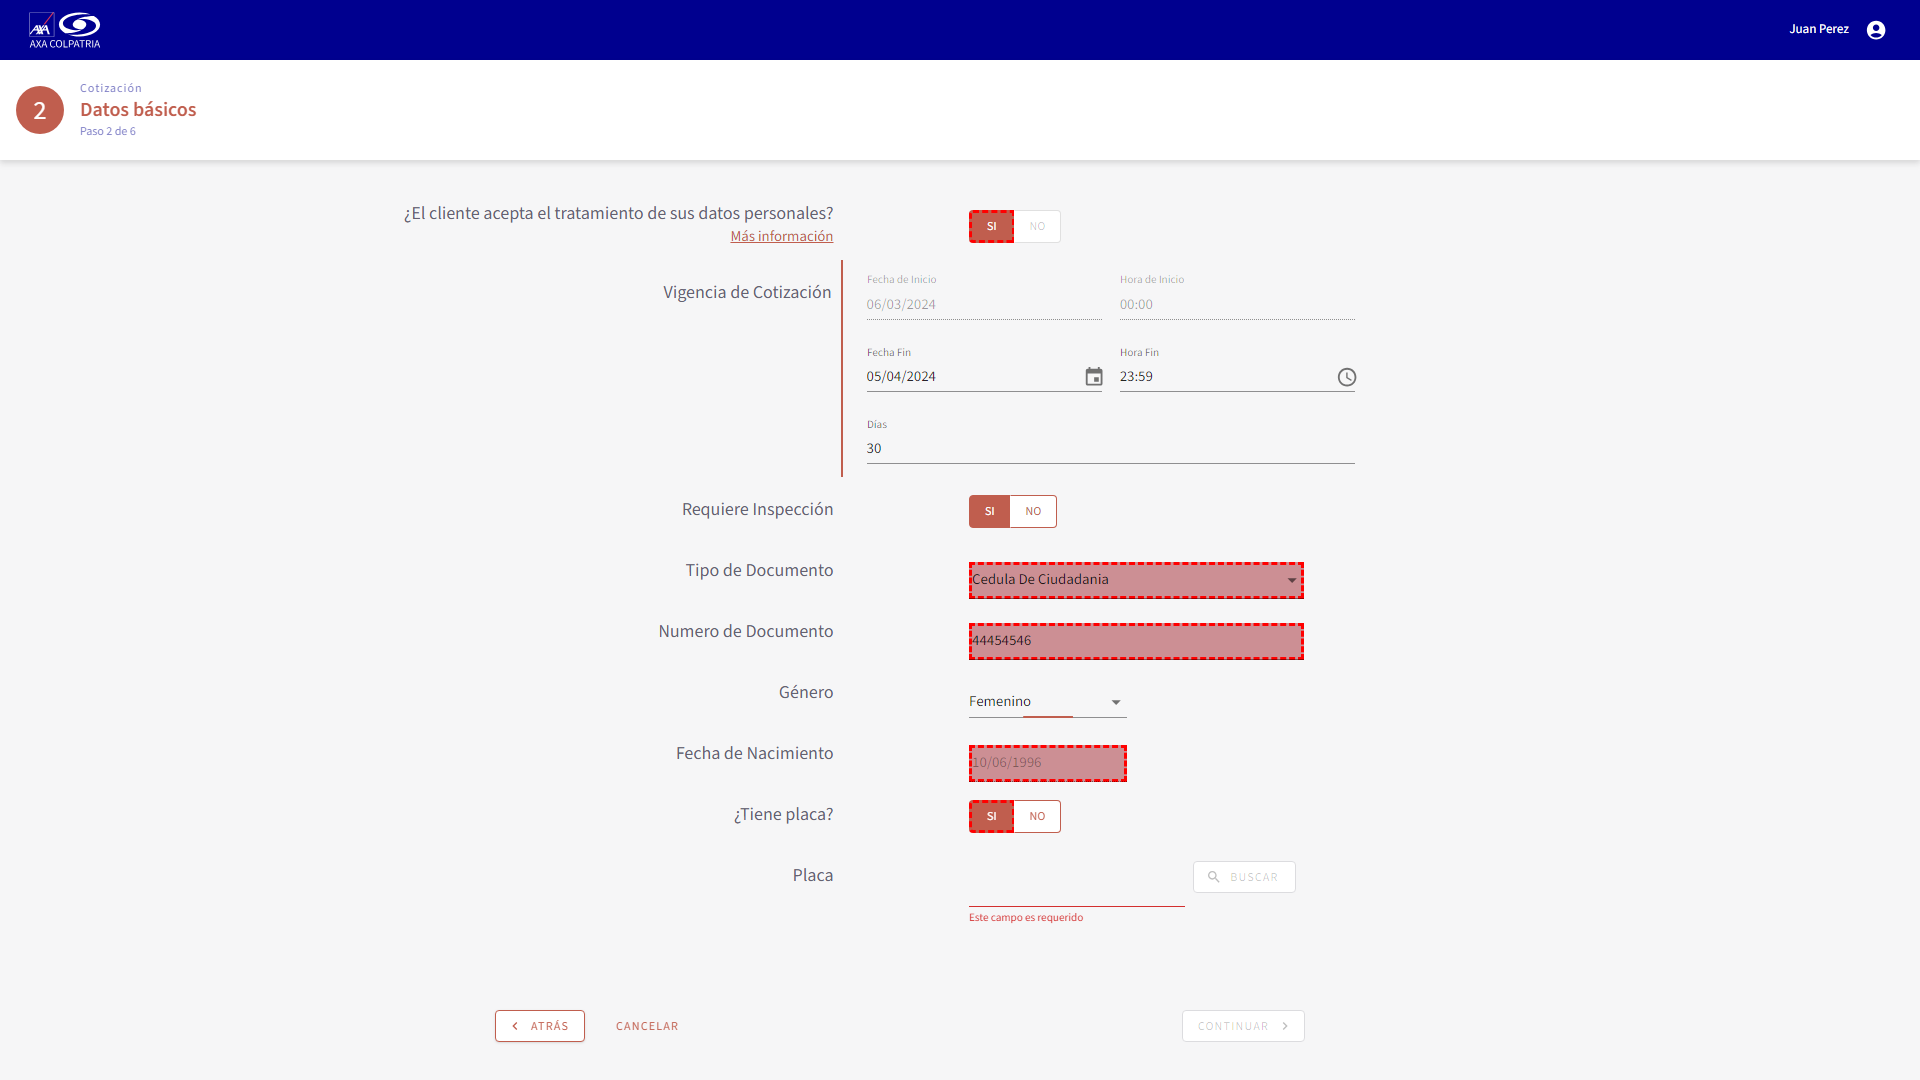 AXA
AXA COLPATRIA
Juan Perez
2
Cotización
Datos básicos
Paso 2 de 6
¿El cliente acepta el tratamiento de sus datos personales?
Más información
SI NO
Vigencia de Cotización
Fecha de Inicio Hora de Inicio
06/03/2024 00:00
Fecha Fin Hora Fin
05/04/2024 23:59
Días
30
Requiere Inspección SI NO
Tipo de Documento
Cedula De Ciudadania
Numero de Documento
44454546
Género
Femenino
Fecha de Nacimiento
10/06/1996
¿Tiene placa? SI NO
Placa BUSCAR
Este campo es requerido
ATRÁS CANCELAR CONTINUAR